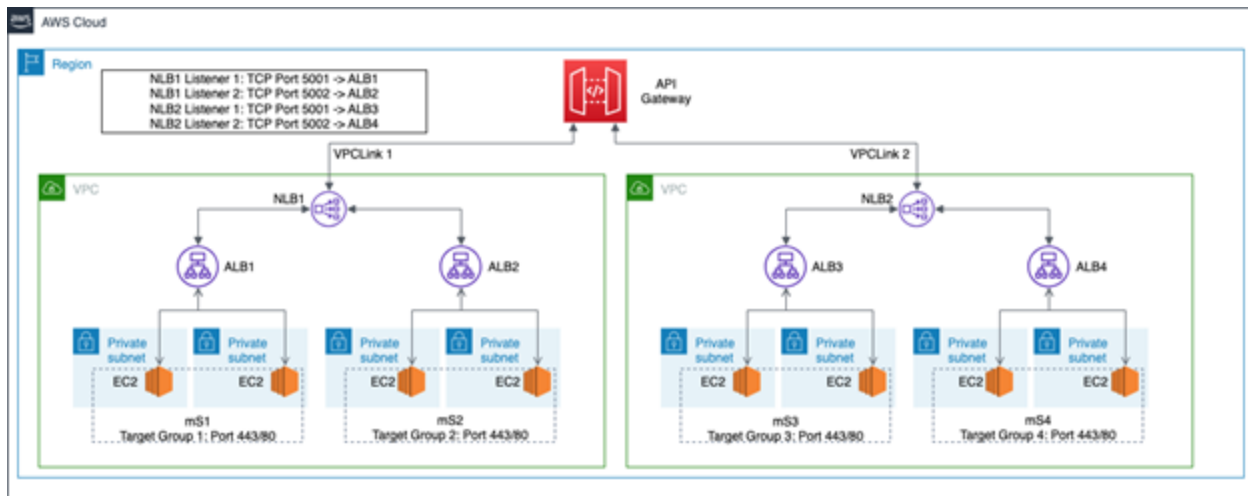 aws
AWS Cloud
Region
NLB1 Listener 1: TCP Port 5001 -> ALB1
NLB1 Listener 2: TCP Port 5002 -> ALB2
NLB2 Listener 1: TCP Port 5001 -> ALB3
NLB2 Listener 2: TCP Port 5002 -> ALB4
</>
API
Gateway
VPCLink 1
VPCLink 2
VPC
NLB1
ALB1
ALB2
Private
subnet
Private
subnet
Private
subnet
Private
subnet
EC2
EC2
EC2
EC2
mS1
Target Group 1: Port 443/80
mS2
Target Group 2: Port 443/80
VPC
NLB2
ALB3
ALB4
Private
subnet
Private
subnet
Private
subnet
Private
subnet
EC2
EC2
EC2
EC2
mS3
Target Group 3: Port 443/80
mS4
Target Group 4: Port 443/80